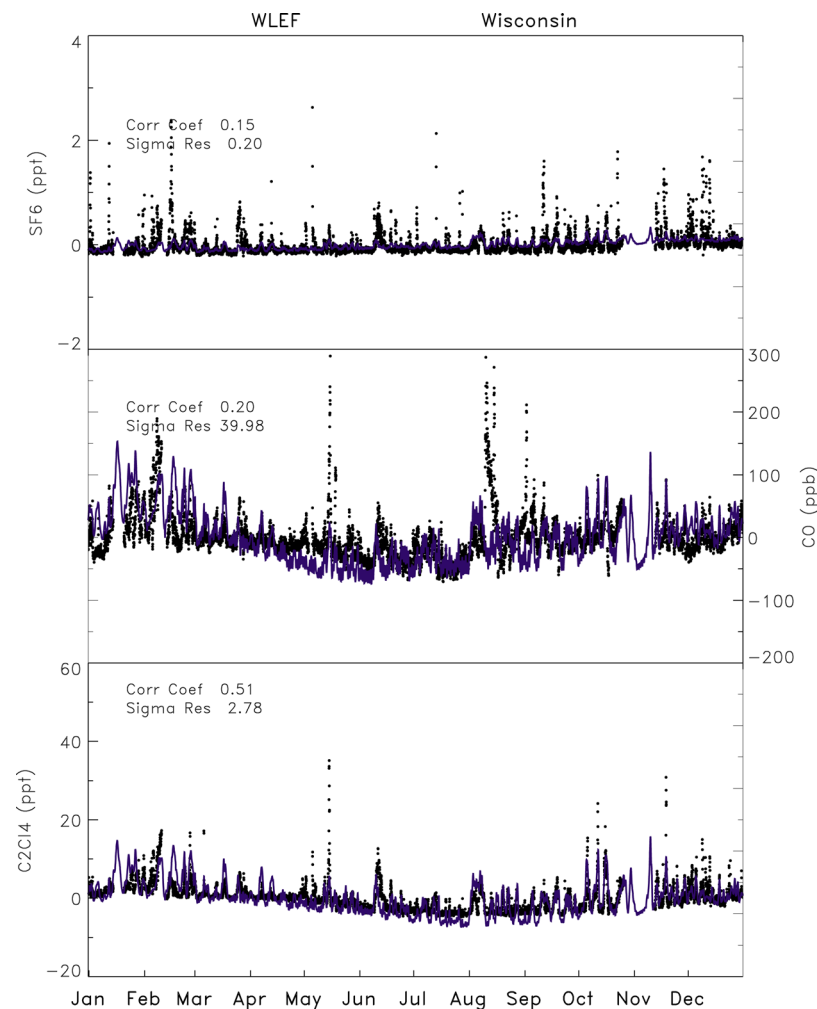 WLEF Wisconsin
4
Corr Coef 0.15
Sigma Res 0.20
2
SF6 (ppt)
0
−2
300
Corr Coef 0.20
Sigma Res 39.98
200
100
CO (ppb)
0
−100
−200
60
Corr Coef 0.51
Sigma Res 2.78
40
C2Cl4 (ppt)
20
0
−20
Jan Feb Mar Apr May Jun Jul Aug Sep Oct Nov Dec